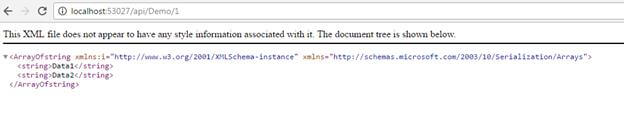 localhost:53027/api/Demo/1
This XML file does not appear to have any style information associated with it. The document tree is shown below.
▼<ArrayOfstring xmlns:i="http://www.w3.org/2001/XMLSchema-instance" xmlns="http://schemas.microsoft.com/2003/10/Serialization/Arrays">
<string>Data1</string>
<string>Data2</string>
</ArrayOfstring>